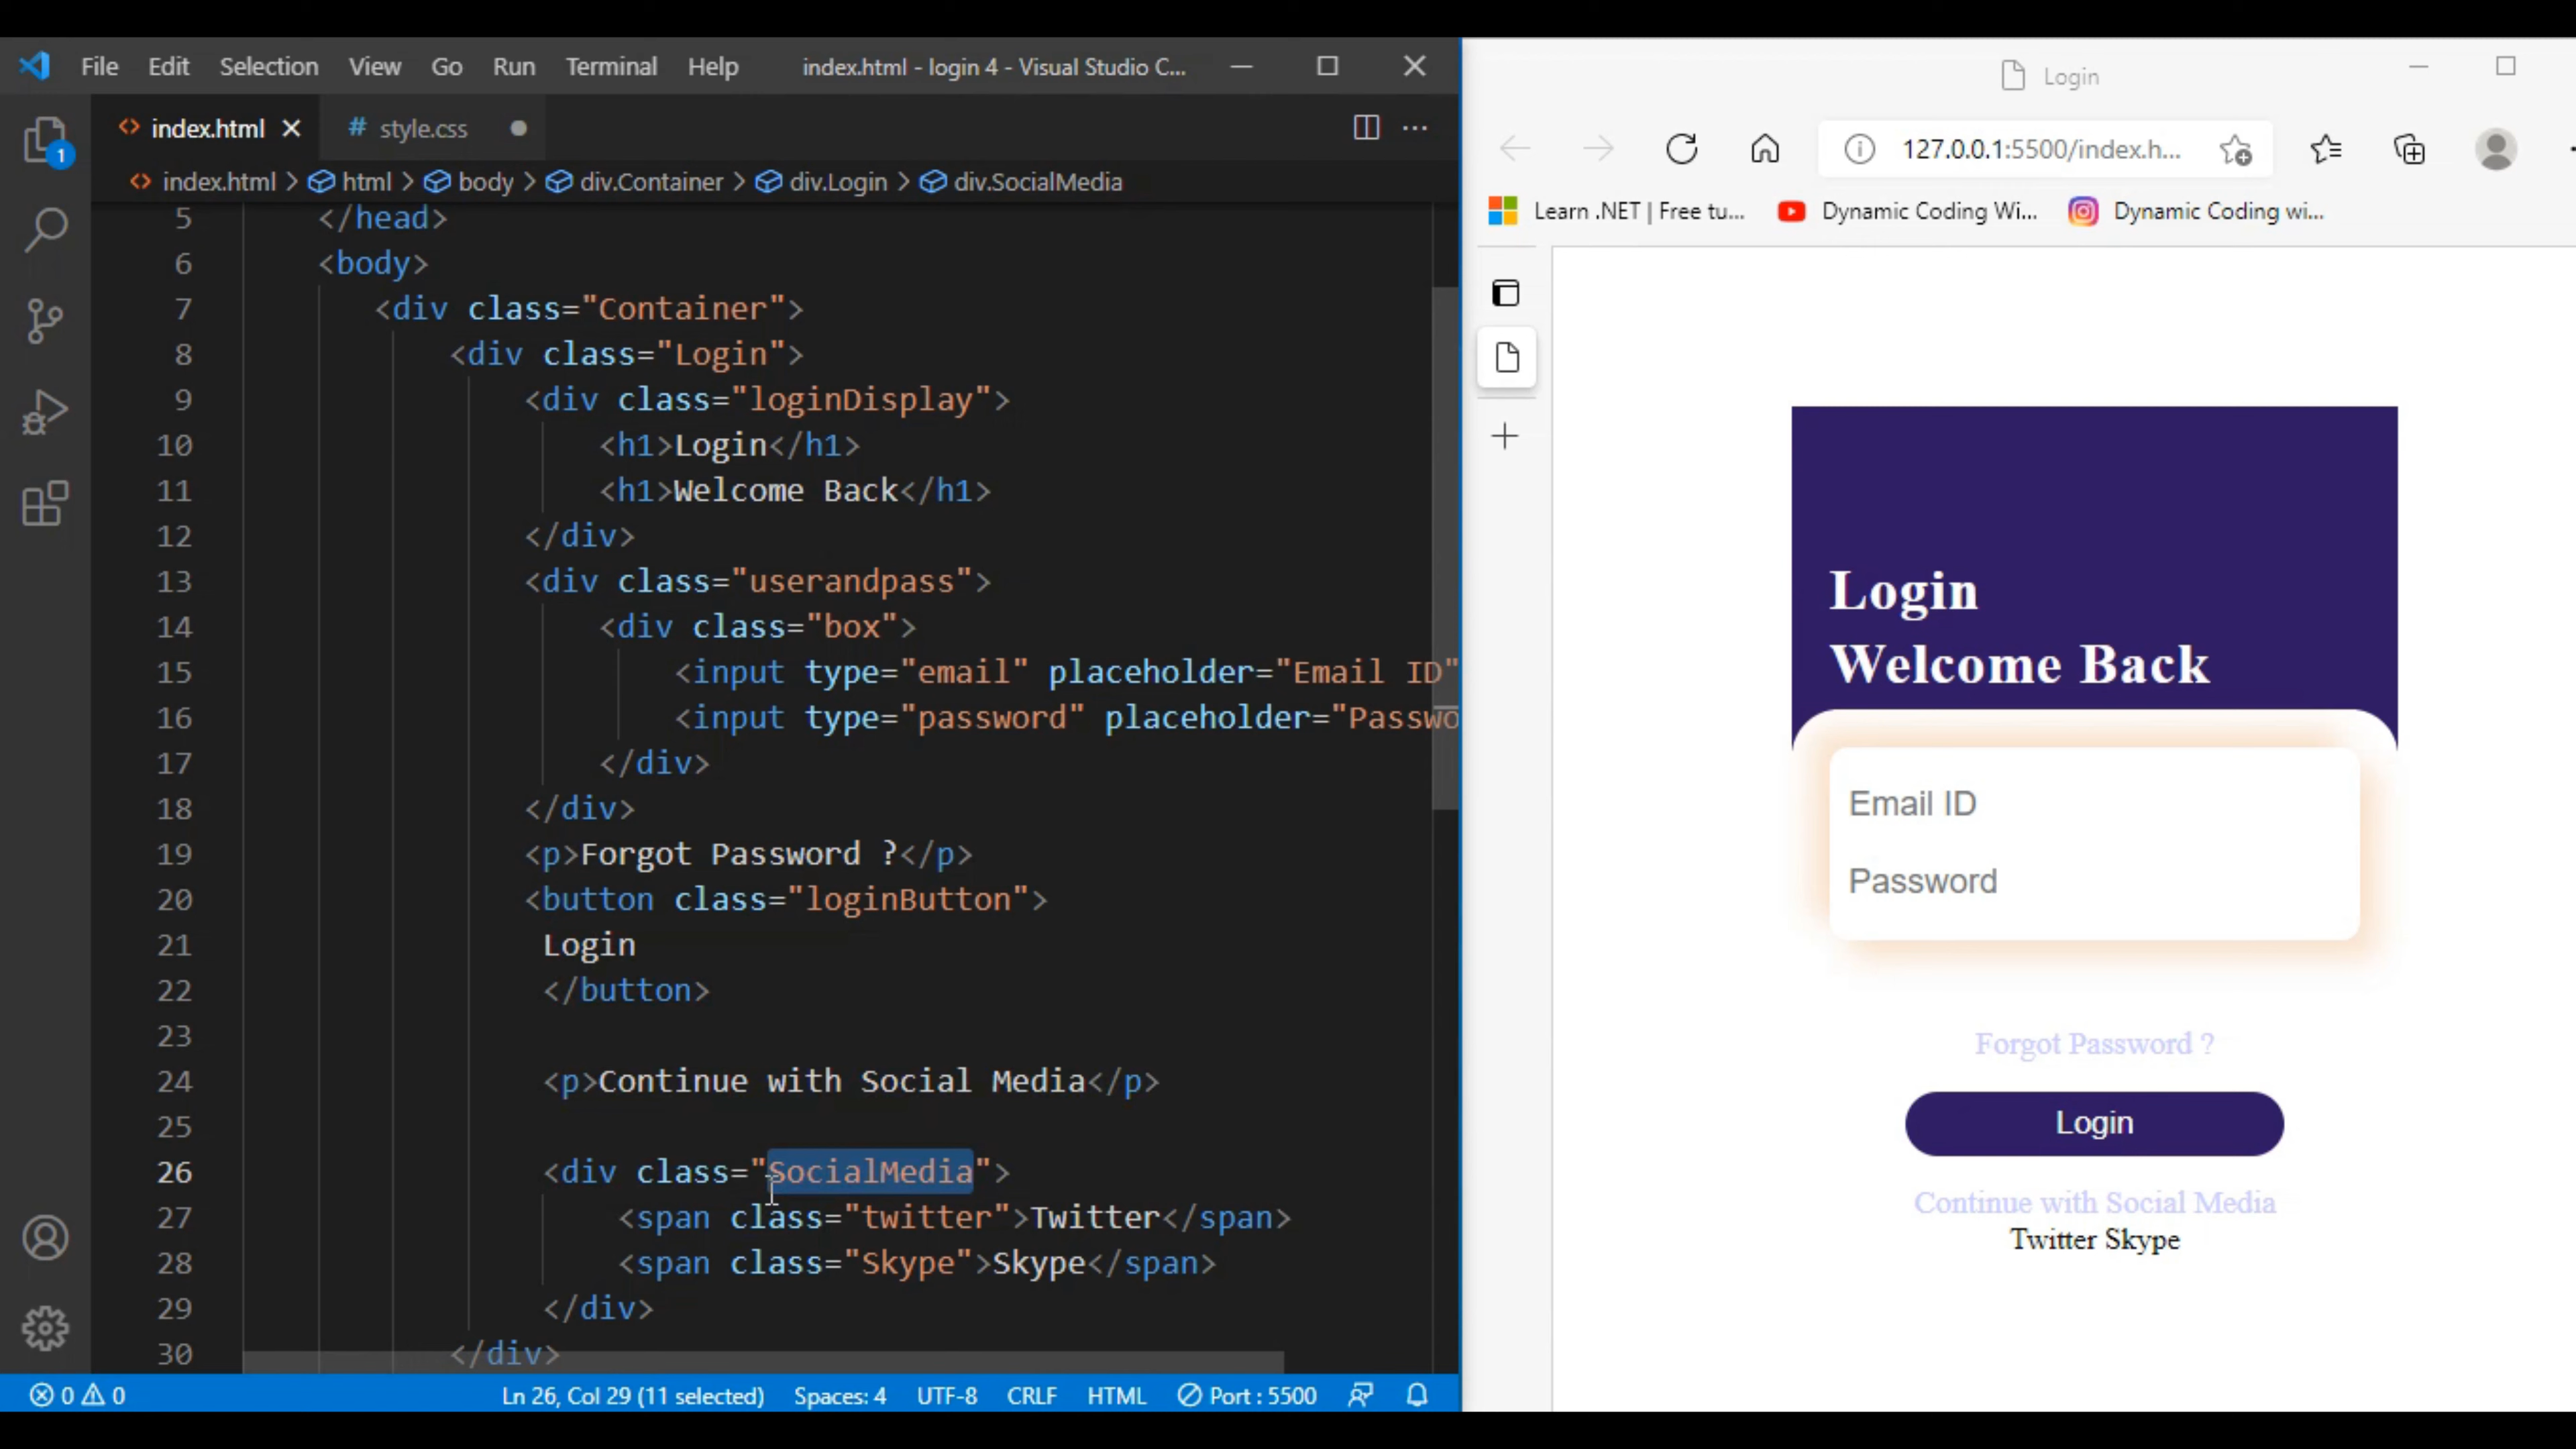 File Edit Selection View Go Run Terminal Help index.html - login 4 - Visual Studio C...
index.html style.css
1
index.html > html > body > div.Container > div.Login > div.SocialMedia
5 </head>
6 <body>
7 <div class="Container">
8 <div class="Login">
9 <div class="loginDisplay">
10 <h1>Login</h1>
11 <h1>Welcome Back</h1>
12 </div>
13 <div class="userandpass">
14 <div class="box">
15 <input type="email" placeholder="Email ID"
16 <input type="password" placeholder="Passwo
17 </div>
18 </div>
19 <p>Forgot Password ?</p>
20 <button class="loginButton">
21 Login
22 </button>
23
24 <p>Continue with Social Media</p>
25
26 <div class="SocialMedia">
27 <span class="twitter">Twitter</span>
28 <span class="Skype">Skype</span>
29 </div>
30 </div>
0 0 Ln 26, Col 29 (11 selected) Spaces: 4 UTF-8 CRLF HTML Port : 5500
Login
127.0.0.1:5500/index.h...
Learn .NET | Free tu... Dynamic Coding Wi... Dynamic Coding wi...
Login
Welcome Back
Email ID
Password
Forgot Password ?
Login
Continue with Social Media
Twitter Skype